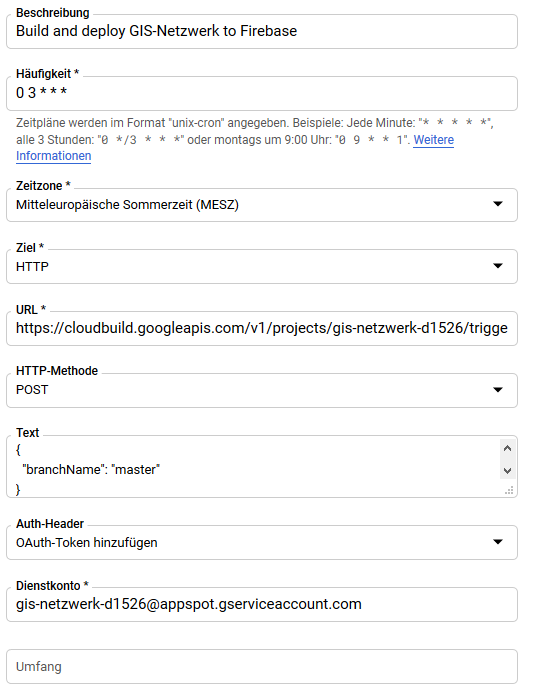 Beschreibung
Build and deploy GIS-Netzwerk to Firebase
Häufigkeit *
0 3 * * *
Zeitpläne werden im Format "unix-cron" angegeben. Beispiele: Jede Minute: "* * * * *",
alle 3 Stunden: "0 */3 * * *" oder montags um 9:00 Uhr: "0 9 * * 1". Weitere
Informationen
Zeitzone *
Mitteleuropäische Sommerzeit (MESZ)
Ziel *
HTTP
URL *
https://cloudbuild.googleapis.com/v1/projects/gis-netzwerk-d1526/trigge
HTTP-Methode
POST
Text
{
"branchName": "master"
}
Auth-Header
OAuth-Token hinzufügen
Dienstkonto *
gis-netzwerk-d1526@appspot.gserviceaccount.com
Umfang